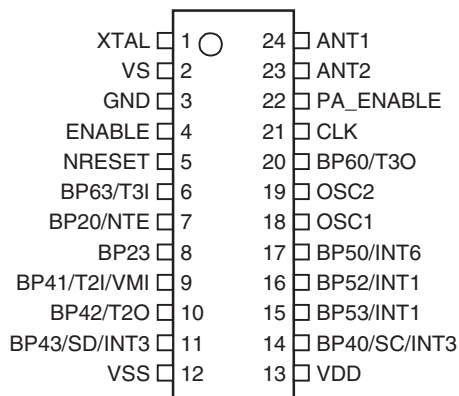 XTAL 1 24 ANT1
VS 2 23 ANT2
GND 3 22 PA_ENABLE
ENABLE 4 21 CLK
NRESET 5 20 BP60/T3O
BP63/T3I 6 19 OSC2
BP20/NTE 7 18 OSC1
BP23 8 17 BP50/INT6
BP41/T2I/VMI 9 16 BP52/INT1
BP42/T2O 10 15 BP53/INT1
BP43/SD/INT3 11 14 BP40/SC/INT3
VSS 12 13 VDD